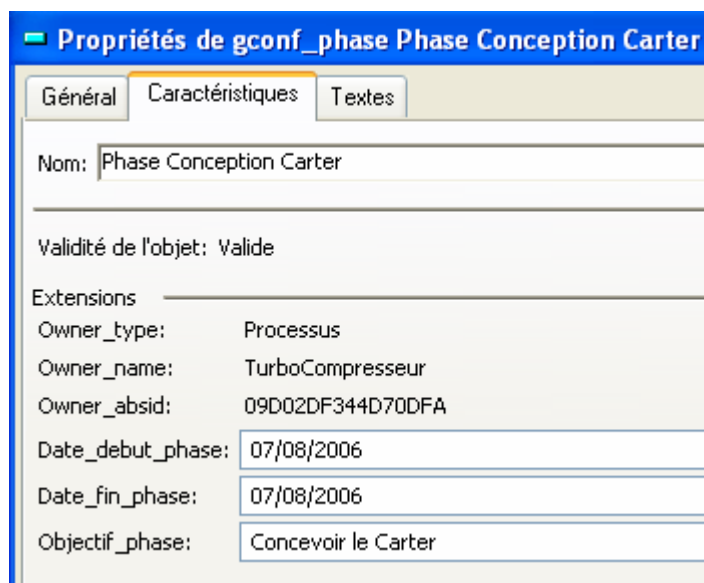 Propriétés de gconf_phase Phase Conception Carter
Général Caractéristiques Textes
Nom: Phase Conception Carter
Validité de l'objet: Valide
Extensions
Owner_type: Processus
Owner_name: TurboCompresseur
Owner_absid: 09D02DF344D70DFA
Date_debut_phase: 07/08/2006
Date_fin_phase: 07/08/2006
Objectif_phase: Concevoir le Carter